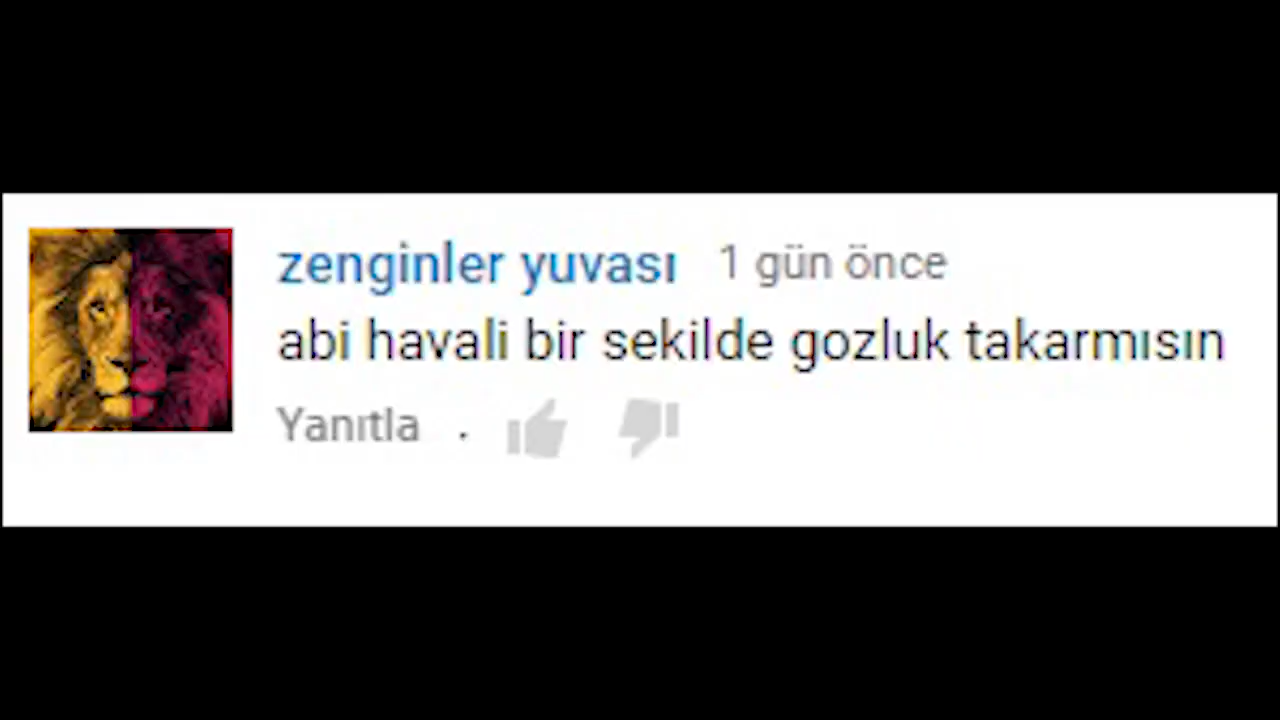 zenginler yuvası 1 gün önce
abi havali bir sekilde gozluk takarmısın
Yanıtla .